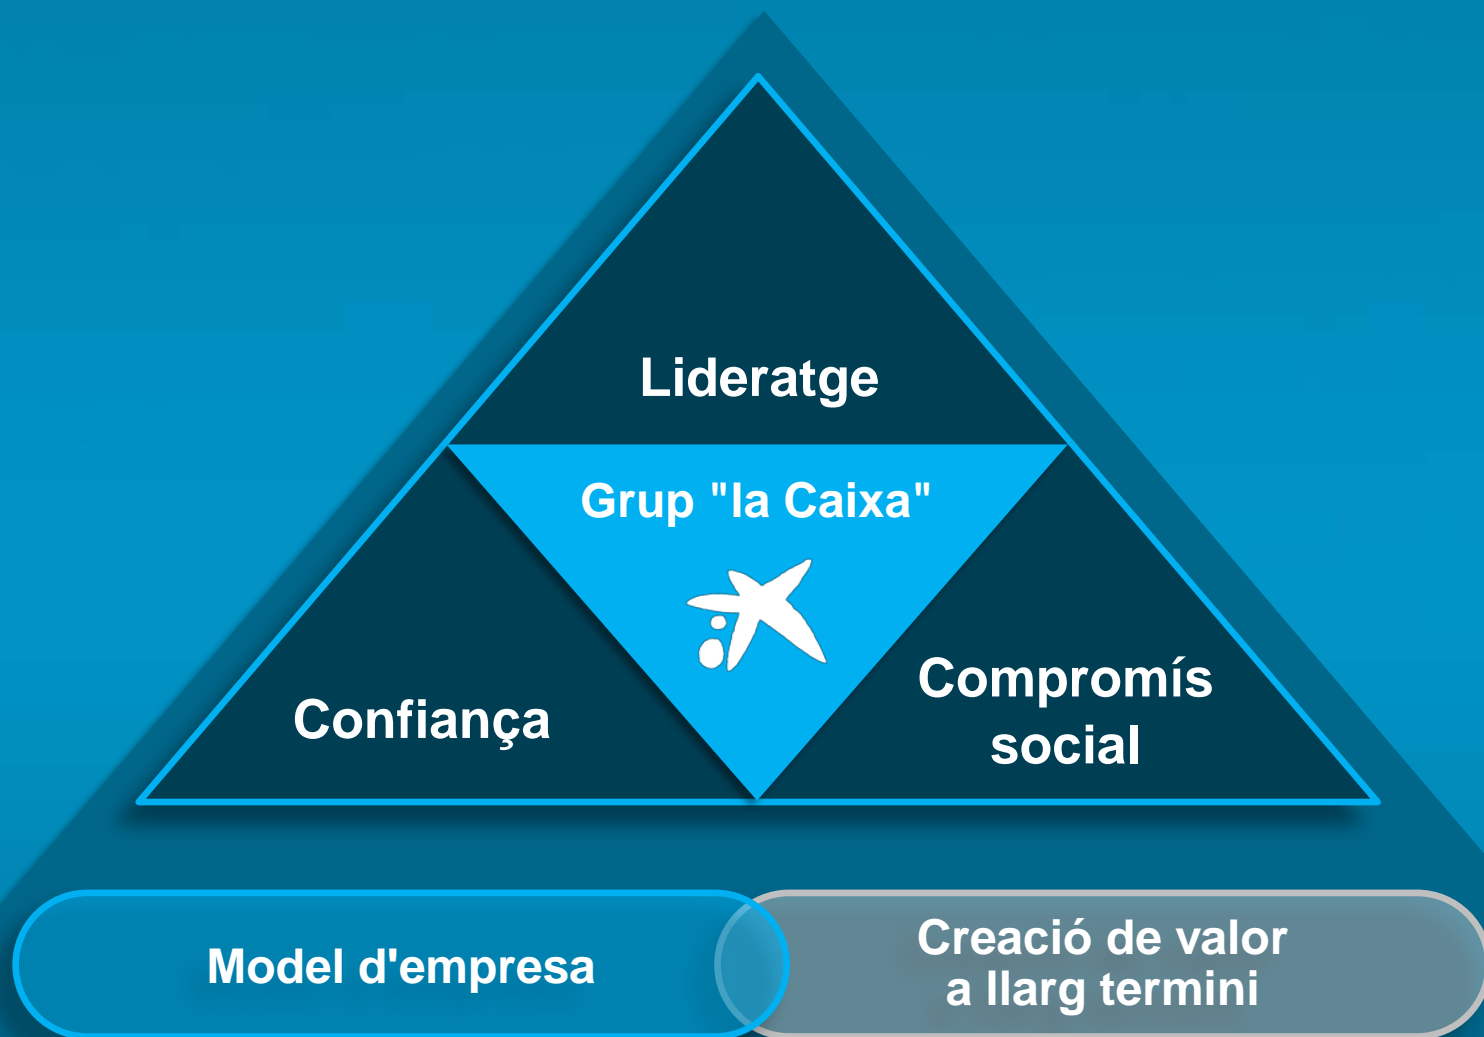 Lideratge
Grup "la Caixa"
Confiança
Compromís
social
Model d'empresa
Creació de valor
a llarg termini